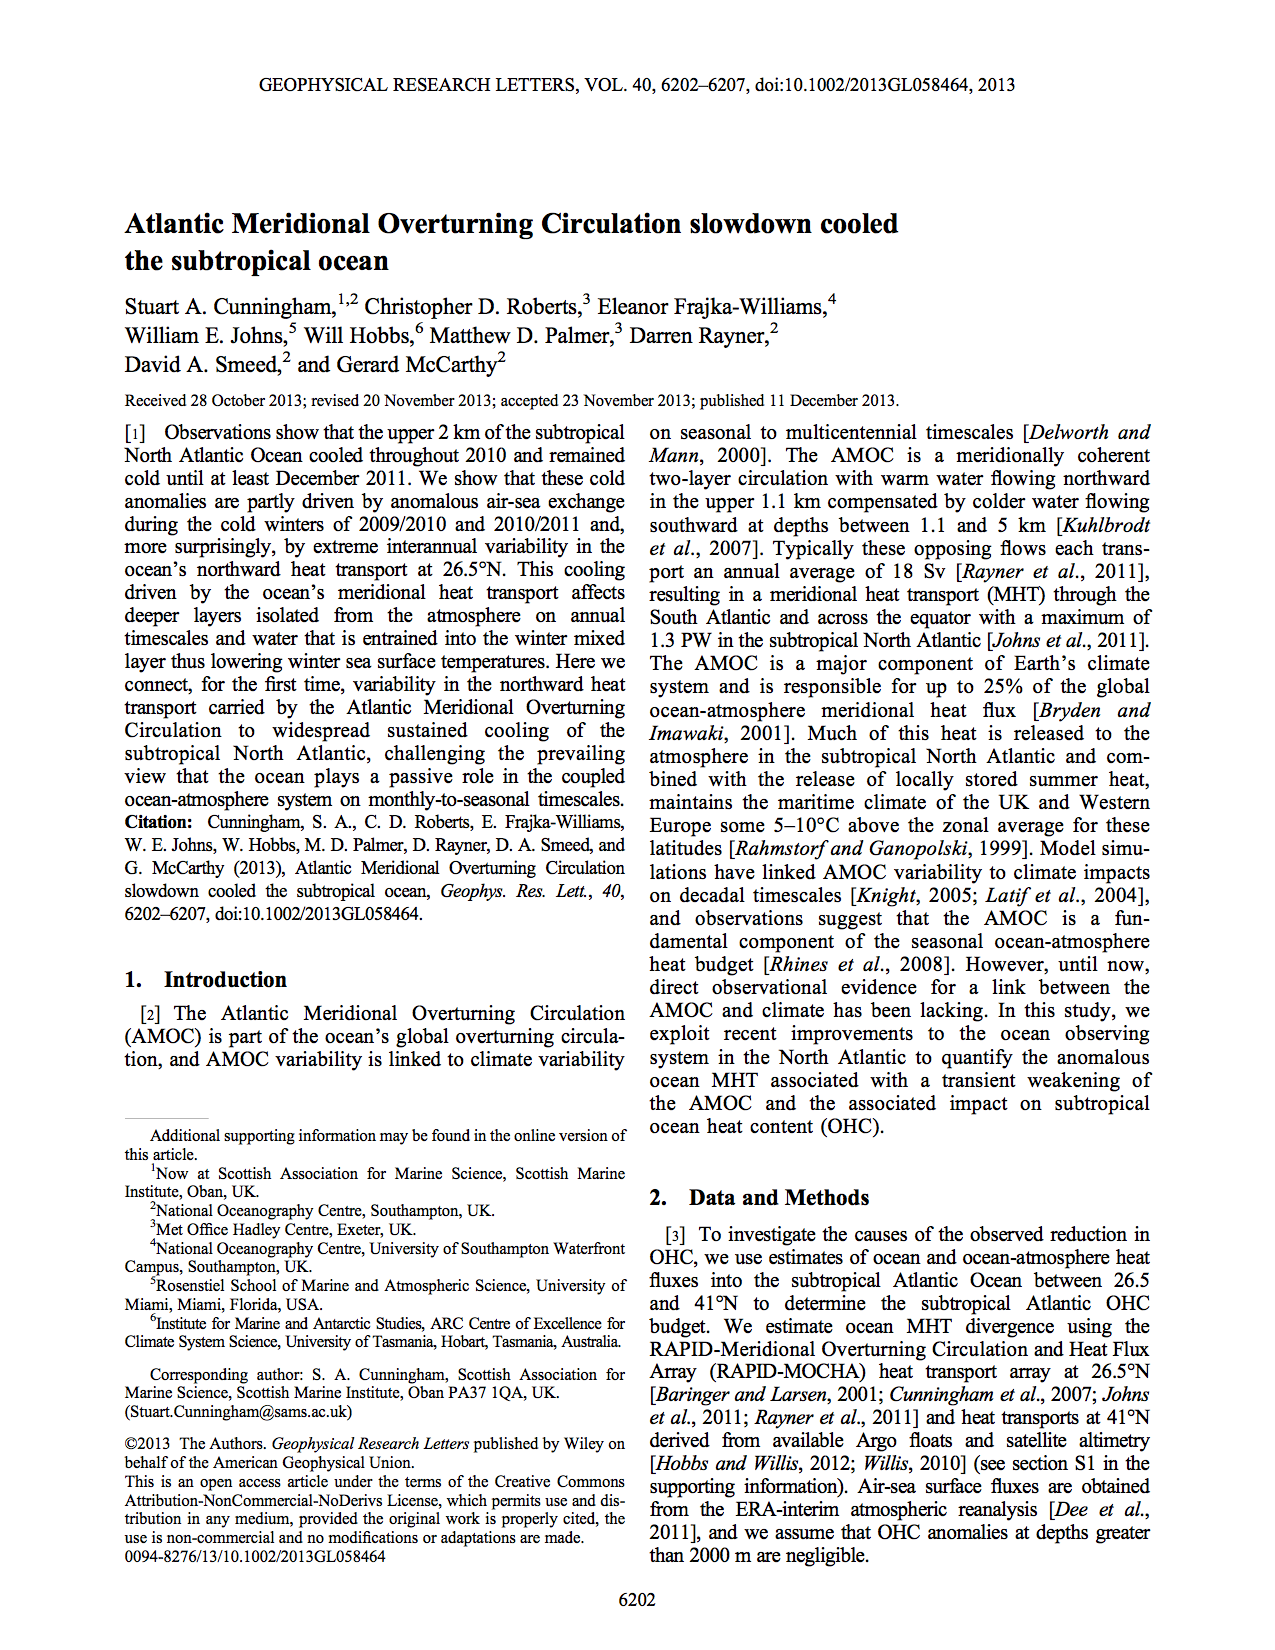 GEOPHYSICAL RESEARCH LETTERS, VOL. 40, 6202–6207, doi:10.1002/2013GL058464, 2013
Atlantic Meridional Overturning Circulation slowdown cooled
the subtropical ocean
Stuart A. Cunningham,1,2 Christopher D. Roberts,3 Eleanor Frajka-Williams,4
William E. Johns,5 Will Hobbs,6 Matthew D. Palmer,3 Darren Rayner,2
David A. Smeed,2 and Gerard McCarthy2
Received 28 October 2013; revised 20 November 2013; accepted 23 November 2013; published 11 December 2013.
[1] Observations show that the upper 2 km of the subtropical
North Atlantic Ocean cooled throughout 2010 and remained
cold until at least December 2011. We show that these cold
anomalies are partly driven by anomalous air-sea exchange
during the cold winters of 2009/2010 and 2010/2011 and,
more surprisingly, by extreme interannual variability in the
ocean's northward heat transport at 26.5°N. This cooling
driven by the ocean's meridional heat transport affects
deeper layers isolated from the atmosphere on annual
timescales and water that is entrained into the winter mixed
layer thus lowering winter sea surface temperatures. Here we
connect, for the first time, variability in the northward heat
transport carried by the Atlantic Meridional Overturning
Circulation to widespread sustained cooling of the
subtropical North Atlantic, challenging the prevailing
view that the ocean plays a passive role in the coupled
ocean-atmosphere system on monthly-to-seasonal timescales.
Citation: Cunningham, S. A., C. D. Roberts, E. Frajka-Williams,
W. E. Johns, W. Hobbs, M. D. Palmer, D. Rayner, D. A. Smeed, and
G. McCarthy (2013), Atlantic Meridional Overturning Circulation
slowdown cooled the subtropical ocean, Geophys. Res. Lett., 40,
6202–6207, doi:10.1002/2013GL058464.
1. Introduction
[2] The Atlantic Meridional Overturning Circulation
(AMOC) is part of the ocean's global overturning circula-
tion, and AMOC variability is linked to climate variability
Additional supporting information may be found in the online version of
this article.
1Now at Scottish Association for Marine Science, Scottish Marine
Institute, Oban, UK.
2National Oceanography Centre, Southampton, UK.
3Met Office Hadley Centre, Exeter, UK.
4National Oceanography Centre, University of Southampton Waterfront
Campus, Southampton, UK.
5Rosenstiel School of Marine and Atmospheric Science, University of
Miami, Miami, Florida, USA.
6Institute for Marine and Antarctic Studies, ARC Centre of Excellence for
Climate System Science, University of Tasmania, Hobart, Tasmania, Australia.
Corresponding author: S. A. Cunningham, Scottish Association for
Marine Science, Scottish Marine Institute, Oban PA37 1QA, UK.
(Stuart.Cunningham@sams.ac.uk)
©2013 The Authors. Geophysical Research Letters published by Wiley on
behalf of the American Geophysical Union.
This is an open access article under the terms of the Creative Commons
Attribution-NonCommercial-NoDerivs License, which permits use and dis-
tribution in any medium, provided the original work is properly cited, the
use is non-commercial and no modifications or adaptations are made.
0094-8276/13/10.1002/2013GL058464
on seasonal to multicentennial timescales [Delworth and
Mann, 2000]. The AMOC is a meridionally coherent
two-layer circulation with warm water flowing northward
in the upper 1.1 km compensated by colder water flowing
southward at depths between 1.1 and 5 km [Kuhlbrodt
et al., 2007]. Typically these opposing flows each trans-
port an annual average of 18 Sv [Rayner et al., 2011],
resulting in a meridional heat transport (MHT) through the
South Atlantic and across the equator with a maximum of
1.3 PW in the subtropical North Atlantic [Johns et al., 2011].
The AMOC is a major component of Earth's climate
system and is responsible for up to 25% of the global
ocean-atmosphere meridional heat flux [Bryden and
Imawaki, 2001]. Much of this heat is released to the
atmosphere in the subtropical North Atlantic and com-
bined with the release of locally stored summer heat,
maintains the maritime climate of the UK and Western
Europe some 5–10°C above the zonal average for these
latitudes [Rahmstorf and Ganopolski, 1999]. Model simu-
lations have linked AMOC variability to climate impacts
on decadal timescales [Knight, 2005; Latif et al., 2004],
and observations suggest that the AMOC is a fun-
damental component of the seasonal ocean-atmosphere
heat budget [Rhines et al., 2008]. However, until now,
direct observational evidence for a link between the
AMOC and climate has been lacking. In this study, we
exploit recent improvements to the ocean observing
system in the North Atlantic to quantify the anomalous
ocean MHT associated with a transient weakening of
the AMOC and the associated impact on subtropical
ocean heat content (OHC).
2. Data and Methods
[3] To investigate the causes of the observed reduction in
OHC, we use estimates of ocean and ocean-atmosphere heat
fluxes into the subtropical Atlantic Ocean between 26.5
and 41°N to determine the subtropical Atlantic OHC
budget. We estimate ocean MHT divergence using the
RAPID-Meridional Overturning Circulation and Heat Flux
Array (RAPID-MOCHA) heat transport array at 26.5°N
[Baringer and Larsen, 2001; Cunningham et al., 2007; Johns
et al., 2011; Rayner et al., 2011] and heat transports at 41°N
derived from available Argo floats and satellite altimetry
[Hobbs and Willis, 2012; Willis, 2010] (see section S1 in the
supporting information). Air-sea surface fluxes are obtained
from the ERA-interim atmospheric reanalysis [Dee et al.,
2011], and we assume that OHC anomalies at depths greater
than 2000 m are negligible.
6202